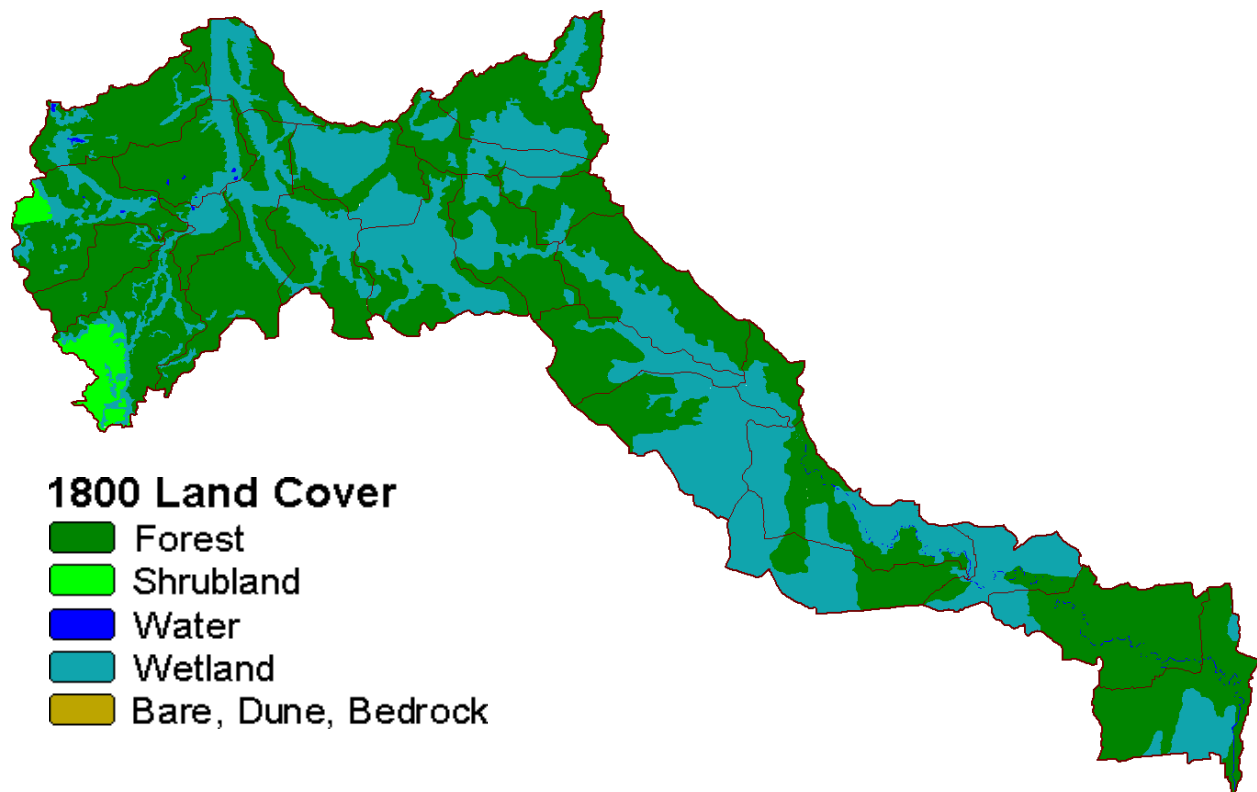 1800 Land Cover
Forest
Shrubland
Water
Wetland
Bare, Dune, Bedrock